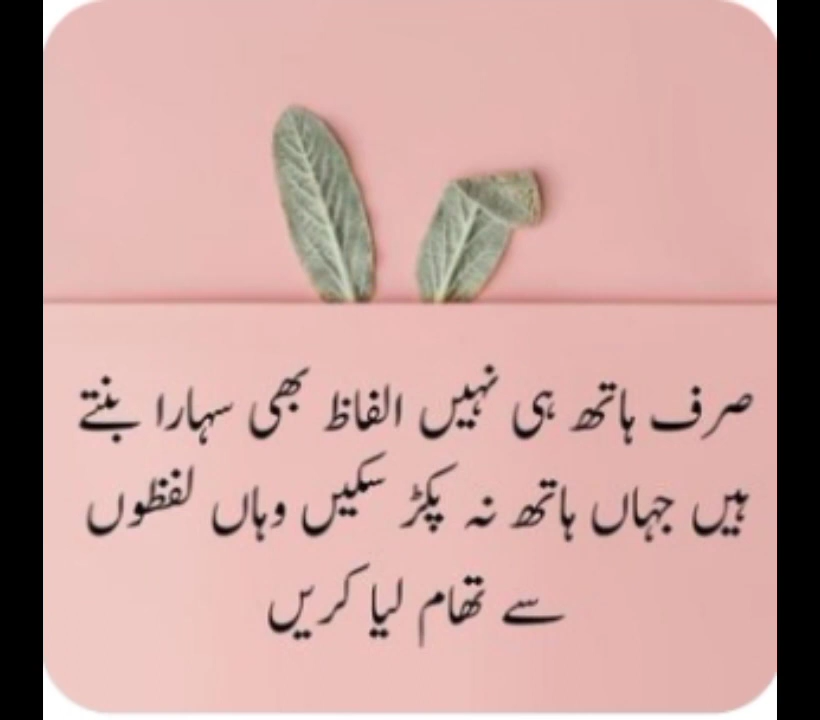 صرف ہاتھ ہی نہیں الفاظ بھی سہارا بنتے
ہیں جہاں ہاتھ نہ پکڑ سکیں وہاں لفظوں
سے تھام لیا کریں